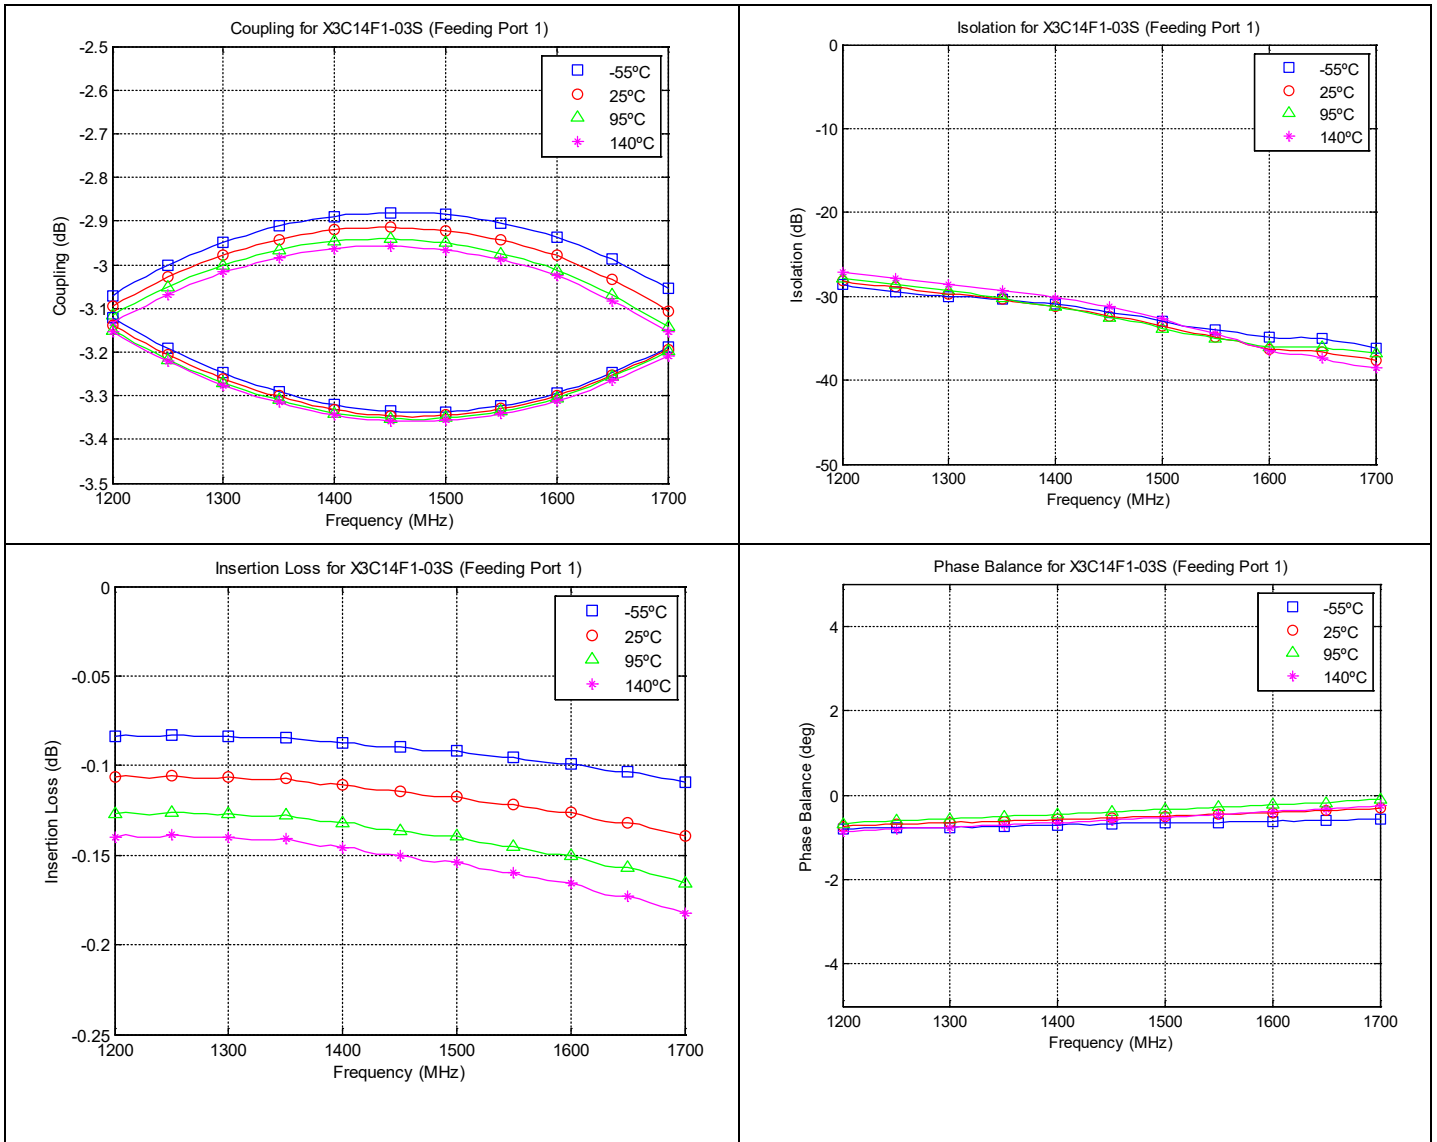 Coupling for X3C14F1-03S (Feeding Port 1)
-2.5
-2.6
-2.7
-2.8
-2.9
-3
-3.1
-3.2
-3.3
-3.4
-3.5
Coupling (dB)
1200 1300 1400 1500 1600 1700
Frequency (MHz)
-55ºC
25ºC
95ºC
140ºC
Isolation for X3C14F1-03S (Feeding Port 1)
0
-10
-20
-30
-40
-50
Isolation (dB)
1200 1300 1400 1500 1600 1700
Frequency (MHz)
-55ºC
25ºC
95ºC
140ºC
Insertion Loss for X3C14F1-03S (Feeding Port 1)
0
-0.05
-0.1
-0.15
-0.2
-0.25
Insertion Loss (dB)
1200 1300 1400 1500 1600 1700
Frequency (MHz)
-55ºC
25ºC
95ºC
140ºC
Phase Balance for X3C14F1-03S (Feeding Port 1)
4
2
0
-2
-4
Phase Balance (deg)
1200 1300 1400 1500 1600 1700
Frequency (MHz)
-55ºC
25ºC
95ºC
140ºC